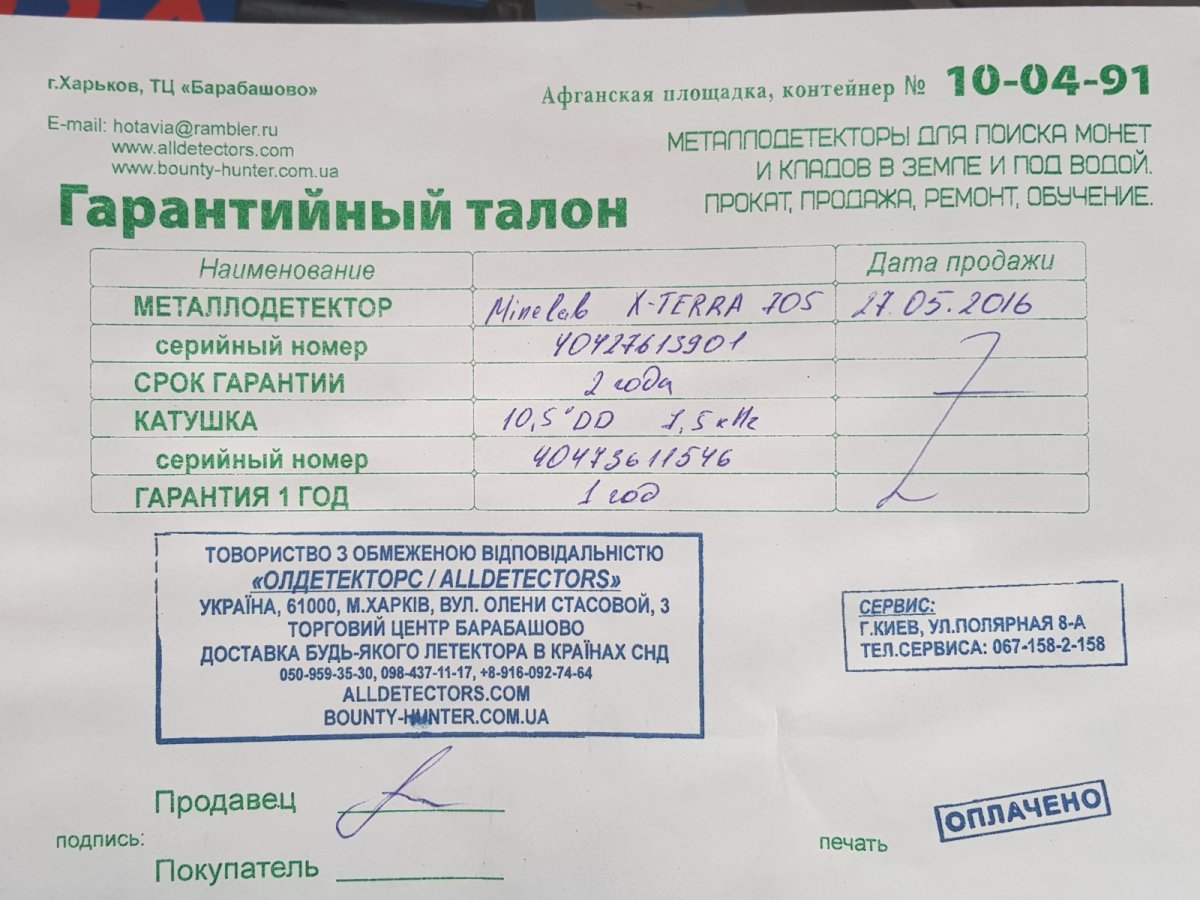 г.Харьков, ТЦ «Барабашово»
Афганская площадка, контейнер № 10-04-91
E-mail: hotavia@rambler.ru
www.alldetectors.com
www.bounty-hunter.com.ua
МЕТАЛЛОДЕТЕКТОРЫ ДЛЯ ПОИСКА МОНЕТ
И КЛАДОВ В ЗЕМЛЕ И ПОД ВОДОЙ.
ПРОКАТ, ПРОДАЖА, РЕМОНТ, ОБУЧЕНИЕ.
Гарантийный талон
Наименование Дата продажи
МЕТАЛЛОДЕТЕКТОР Minelab X-TERRA 705 27.05.2016
серийный номер 40427613901
СРОК ГАРАНТИИ 2 года
КАТУШКА 10,5" DD 7,5 кHz
серийный номер 40473611546
ГАРАНТИЯ 1 ГОД 1 год
ТОВОРИСТВО З ОБМЕЖЕНОЮ ВІДПОВІДАЛЬНІСТЮ
«ОЛДЕТЕКТОРС / ALLDETECTORS»
УКРАЇНА, 61000, М.ХАРКІВ, ВУЛ. ОЛЕНИ СТАСОВОЙ, 3
ТОРГОВИЙ ЦЕНТР БАРАБАШОВО
ДОСТАВКА БУДЬ-ЯКОГО ЛЕТЕКТОРА В КРАЇНАХ СНД
050-959-35-30, 098-437-11-17, +8-916-092-74-64
ALLDETECTORS.COM
BOUNTY-HUNTER.COM.UA
СЕРВИС:
Г.КИЕВ, УЛ.ПОЛЯРНАЯ 8-А
ТЕЛ.СЕРВИСА: 067-158-2-158
Продавец
подпись:
Покупатель
печать
ОПЛАЧЕНО